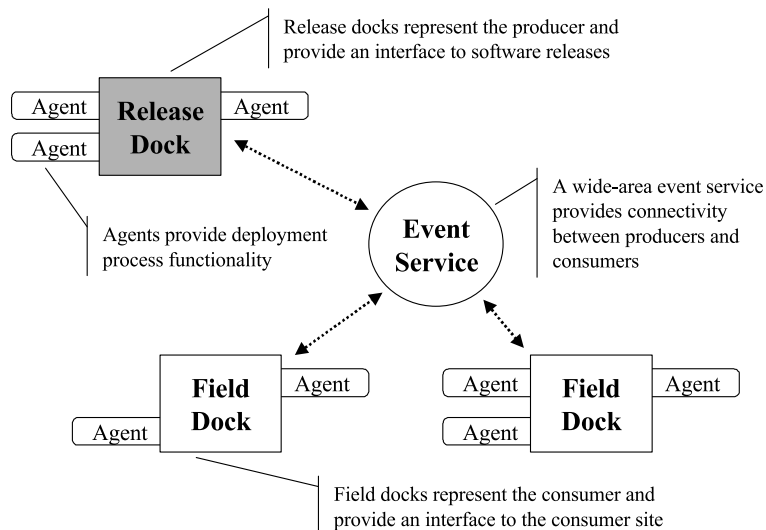 Release docks represent the producer and
provide an interface to software releases
Agent
Release
Dock
Agent
Agent
Agents provide deployment
process functionality
Event
Service
A wide-area event service
provides connectivity
between producers and
consumers
Field
Dock
Agent
Agent
Agent
Field
Dock
Agent
Agent
Field docks represent the consumer and
provide an interface to the consumer site